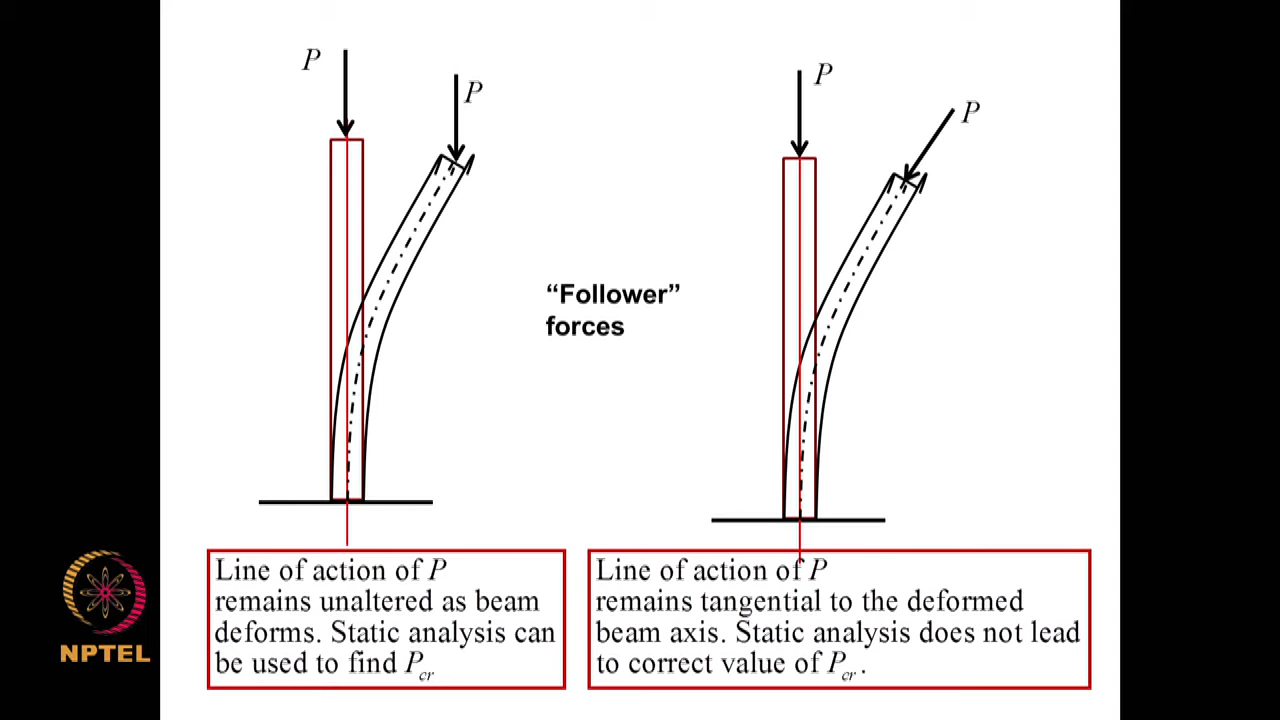 P
P
P
P
“Follower”
forces
Line of action of P
remains unaltered as beam
deforms. Static analysis can
be used to find Pcr
Line of action of P
remains tangential to the deformed
beam axis. Static analysis does not lead
to correct value of Pcr.
NPTEL